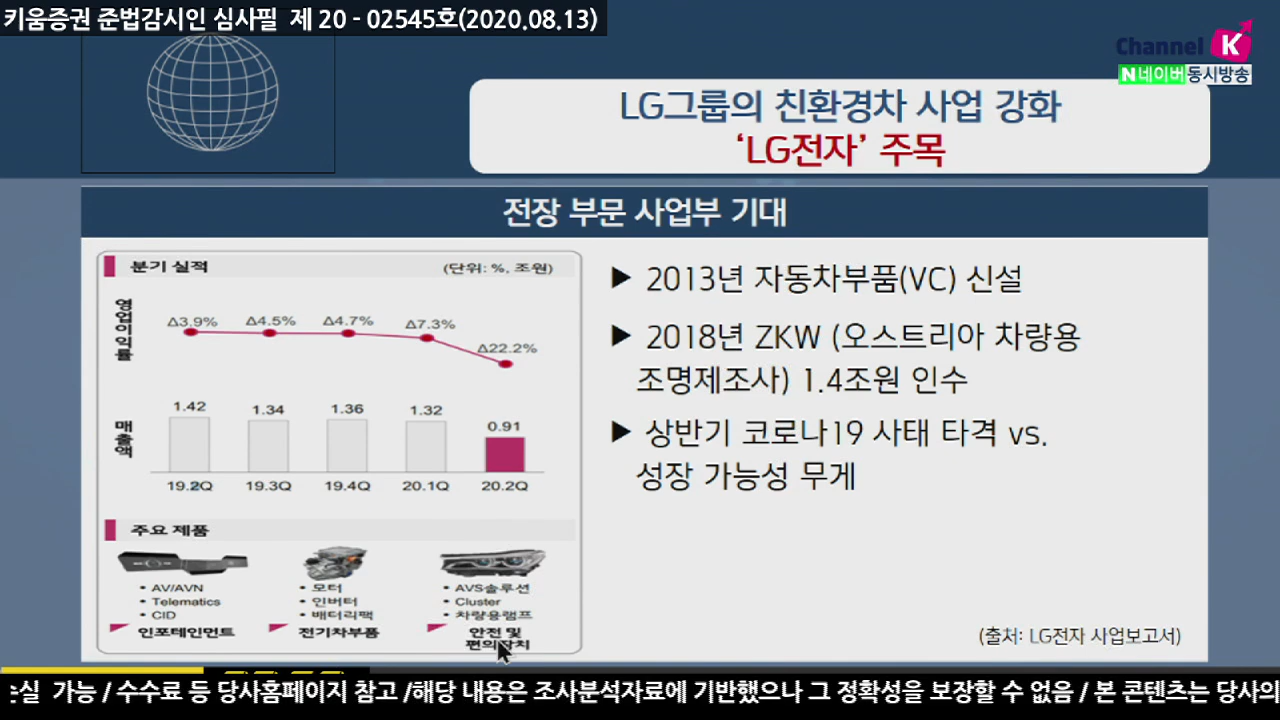 키움증권 준법감시인 심사필 제 20 - 02545호(2020.08.13)
Channel K
N네이버동시방송
LG그룹의 친환경차 사업 강화
‘LG전자’ 주목
전장 부문 사업부 기대
분기 실적 (단위: %, 조원)
영업이익률
Δ3.9% Δ4.5% Δ4.7% Δ7.3% Δ22.2%
매출액
1.42 1.34 1.36 1.32 0.91
19.2Q 19.3Q 19.4Q 20.1Q 20.2Q
주요 제품
• AV/AVN
• Telematics
• CID
인포테인먼트
• 모터
• 인버터
• 배터리팩
전기차부품
• AVS솔루션
• Cluster
• 차량용램프
안전 및
편의장치
▶ 2013년 자동차부품(VC) 신설
▶ 2018년 ZKW (오스트리아 차량용
조명제조사) 1.4조원 인수
▶ 상반기 코로나19 사태 타격 vs.
성장 가능성 무게
(출처: LG전자 사업보고서)
실 가능 / 수수료 등 당사홈페이지 참고 /해당 내용은 조사분석자료에 기반했으나 그 정확성을 보장할 수 없음 / 본 콘텐츠는 당사의